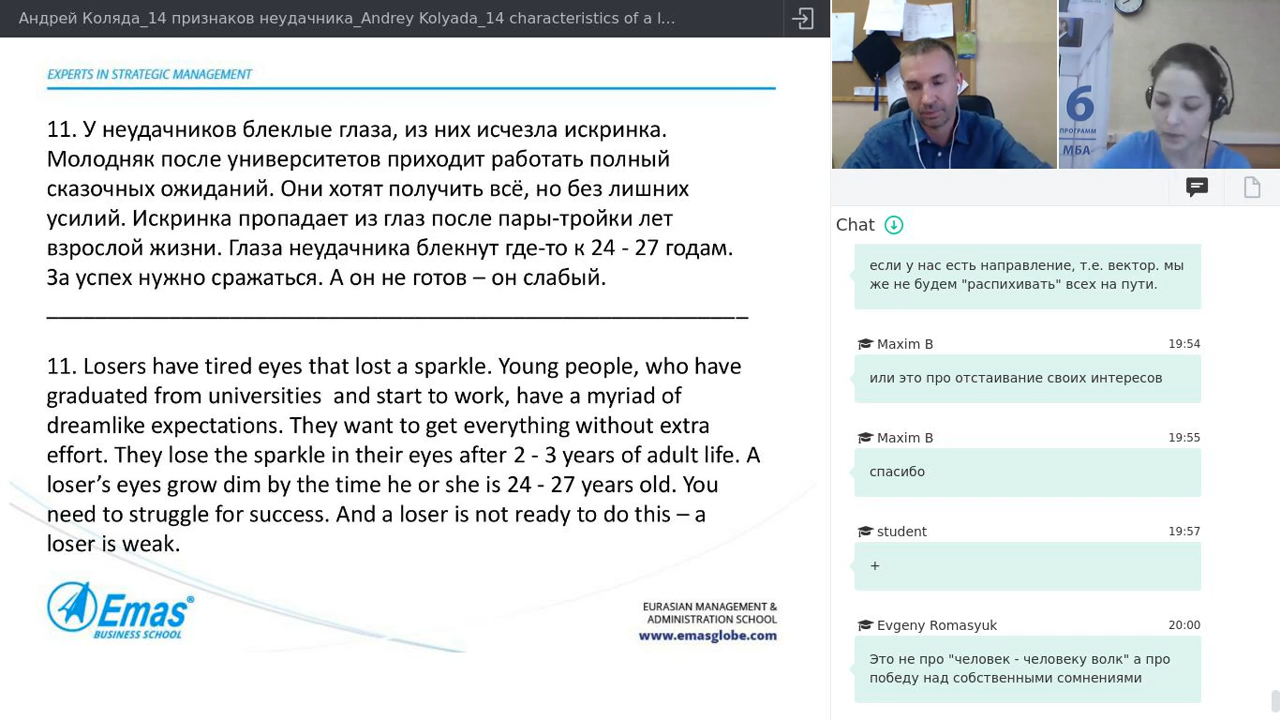 Андрей Коляда_14 признаков неудачника_Andrey Kolyada_14 characteristics of a l...
EXPERTS IN STRATEGIC MANAGEMENT
11. У неудачников блеклые глаза, из них исчезла искринка.
Молодняк после университетов приходит работать полный
сказочных ожиданий. Они хотят получить всё, но без лишних
усилий. Искринка пропадает из глаз после пары-тройки лет
взрослой жизни. Глаза неудачника блекнут где-то к 24 - 27 годам.
За успех нужно сражаться. А он не готов – он слабый.
11. Losers have tired eyes that lost a sparkle. Young people, who have
graduated from universities and start to work, have a myriad of
dreamlike expectations. They want to get everything without extra
effort. They lose the sparkle in their eyes after 2 - 3 years of adult life. A
loser’s eyes grow dim by the time he or she is 24 - 27 years old. You
need to struggle for success. And a loser is not ready to do this – a
loser is weak.
Emas®
BUSINESS SCHOOL
EURASIAN MANAGEMENT &
ADMINISTRATION SCHOOL
www.emasglobe.com
6
ПРОГРАММ
МБА
Chat
если у нас есть направление, т.е. вектор. мы
же не будем "распихивать" всех на пути.
Maxim B 19:54
или это про отстаивание своих интересов
Maxim B 19:55
спасибо
student 19:57
+
Evgeny Romasyuk 20:00
Это не про "человек - человеку волк" а про
победу над собственными сомнениями